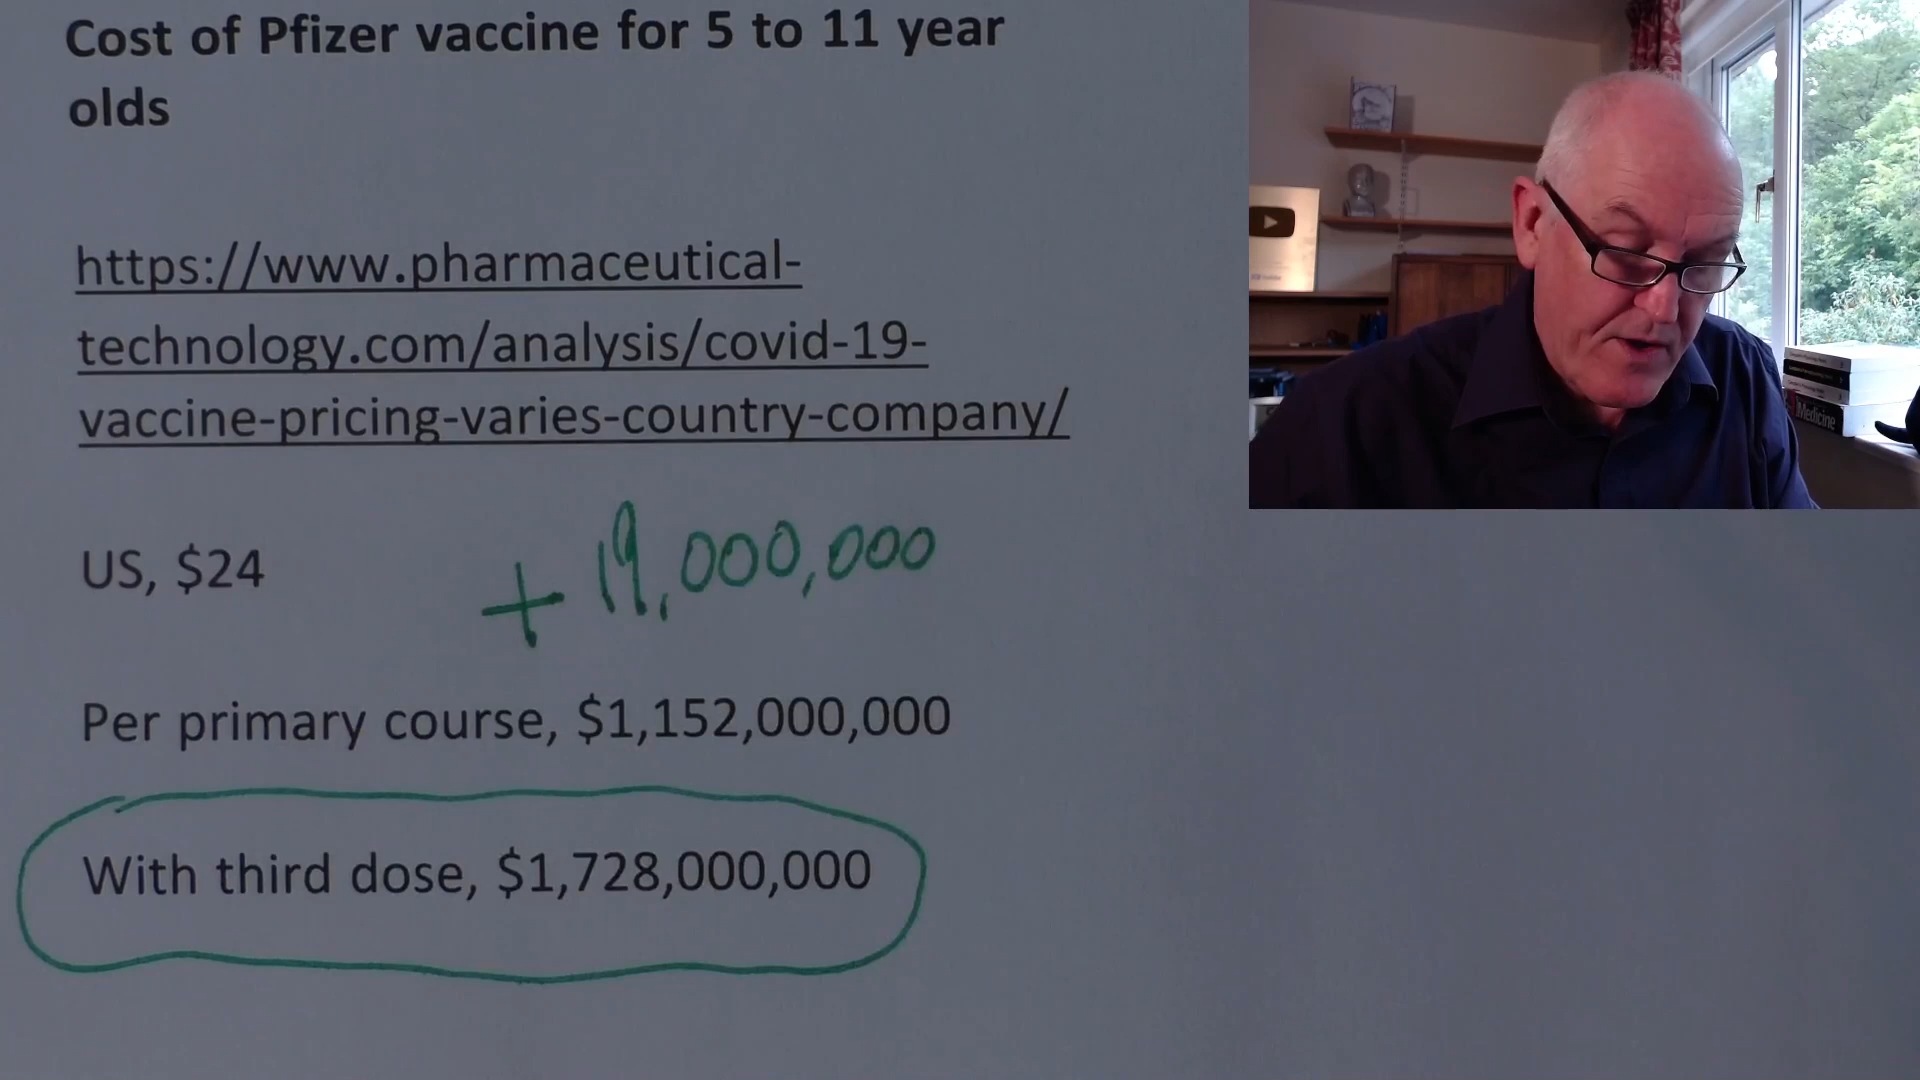 Cost of Pfizer vaccine for 5 to 11 year
olds
https://www.pharmaceutical-
technology.com/analysis/covid-19-
vaccine-pricing-varies-country-company/
US, $24
+ 19,000,000
Per primary course, $1,152,000,000
With third dose, $1,728,000,000
Medicine